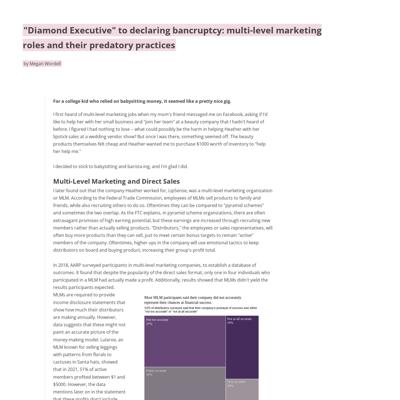 "Diamond Executive" to declaring bancruptcy: multi-level marketing
roles and their predatory practices
by Megan Wordell
For a college kid who relied on babysitting money, it seemed like a pretty nice gig.
I first heard of multi-level marketing jobs when my mom's friend messaged me on Facebook, asking if I'd
like to help her with her small business and "join her team" at a beauty company that I hadn't heard of
before. I figured I had nothing to lose – what could possibly be the harm in helping Heather with her
lipstick sales at a wedding vendor show? But once I was there, something seemed off. The beauty
products themselves felt cheap and Heather wanted me to purchase $1000 worth of inventory to "help
her help me."
I decided to stick to babysitting and barista-ing, and I'm glad I did.
Multi-Level Marketing and Direct Sales
I later found out that the company Heather worked for, LipSense, was a multi-level marketing organization
or MLM. According to the Federal Trade Commission, employees of MLMs sell products to family and
friends, while also recruiting others to do so. Oftentimes they can be compared to "pyramid schemes"
and sometimes the two overlap. As the FTC explains, in pyramid scheme organizations, there are often
extravagant promises of high earning potential, but these earnings are increased through recruiting new
members rather than actually selling products. "Distributors," the employees or sales representatives, will
often buy more products than they can sell, just to meet certain bonus targets to remain "active"
members of the company. Oftentimes, higher ups in the company will use emotional tactics to keep
distributors on board and buying product, increasing their group's profit total.
In 2018, AARP surveyed participants in multi-level marketing companies, to establish a database of
outcomes. It found that despite the popularity of the direct sales format, only one in four who participated
in a MLM had actually made a profit. Additionally, results showed that MLMs didn't yield the
results participants expected.
MLMs are required to provide
income disclosure statements that
show how much their distributors
are making annually. However,
data suggests that these might not
paint an accurate picture of the
money-making model. Lularoe, an
MLM known for selling leggings
with patterns from florals to
cactuses in Santa hats, showed
that in 2021, 51% of active
members profited between $1 and
$5000. However, the data
mentions later on in the statement
that these profits don't include
Most MLM participants said their company did not accurately
represent their chances at financial success.